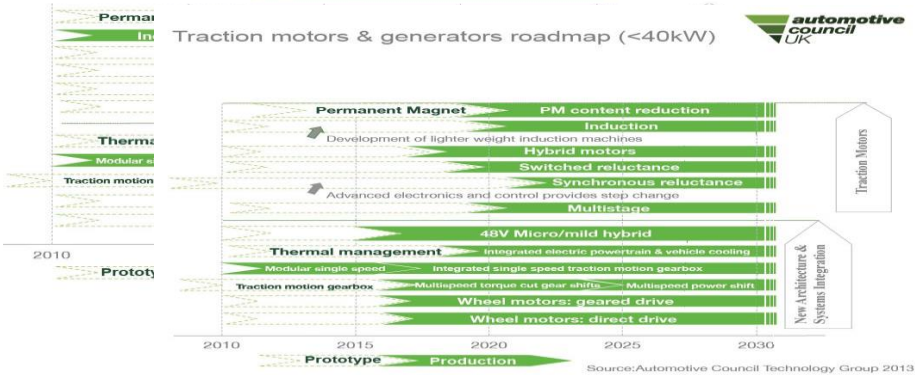 Perma
In
Therma
Modular s
Traction motion
2010
Prototy
automotive
council
UK
Traction motors & generators roadmap (<40kW)
Permanent Magnet PM content reduction
Induction
Development of lighter weight induction machines
Hybrid motors
Switched reluctance
Synchronous reluctance
Advanced electronics and control provides step change
Multistage
Traction Motors
48V Micro/mild hybrid
Thermal management Integrated electric powertrain & vehicle cooling
Modular single speed Integrated single speed traction motion gearbox
Traction motion gearbox Multispeed torque cut gear shifts Multispeed power shift
Wheel motors: geared drive
Wheel motors: direct drive
New Architecture &
Systems Integration
2010 2015 2020 2025 2030
Prototype Production
Source:Automotive Council Technology Group 2013